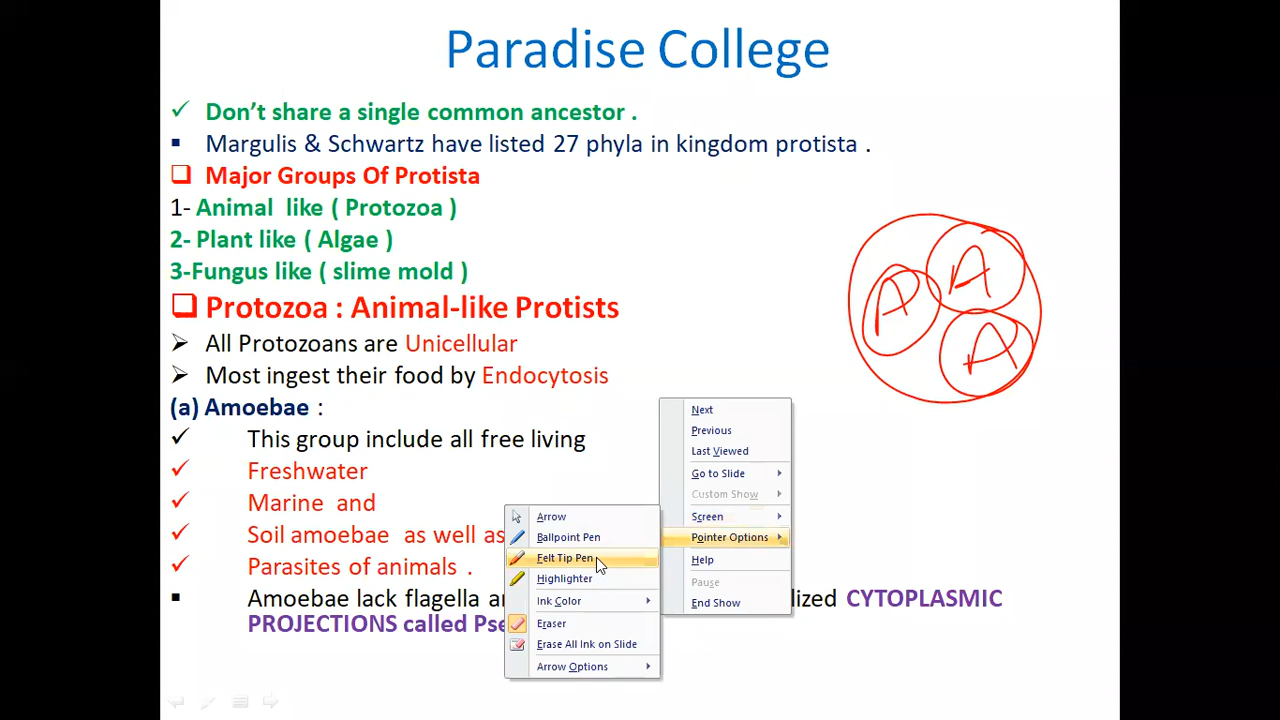 Paradise College
Don't share a single common ancestor .
Margulis & Schwartz have listed 27 phyla in kingdom protista .
Major Groups Of Protista
1- Animal like ( Protozoa )
2- Plant like ( Algae )
3-Fungus like ( slime mold )
Protozoa : Animal-like Protists
All Protozoans are Unicellular
Most ingest their food by Endocytosis
(a) Amoebae :
This group include all free living
Freshwater
Marine and
Soil amoebae as well as
Parasites of animals .
Amoebae lack flagella CYTOPLASMIC
PROJECTIONS called
A
A
A
Next
Previous
Last Viewed
Go to Slide
Custom Show
Screen
Pointer Options
Help
Pause
End Show
Arrow
Ballpoint Pen
Felt Tip Pen
Highlighter
Ink Color
Eraser
Erase All Ink on Slide
Arrow Options